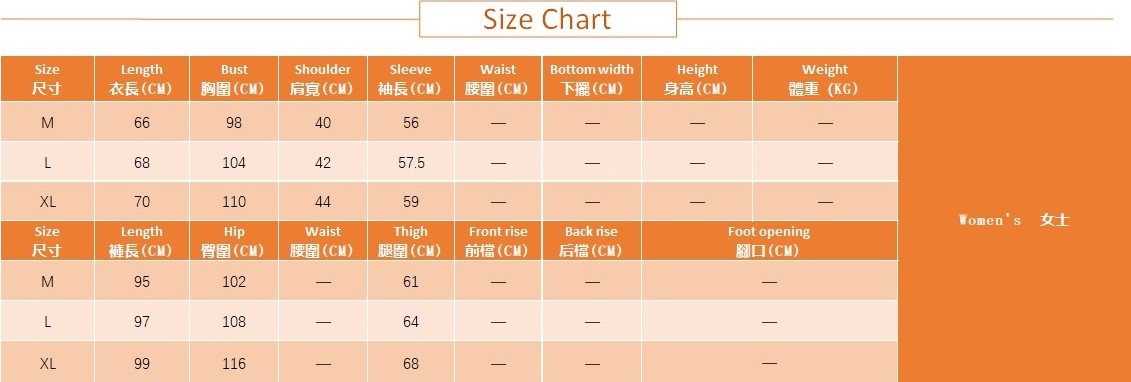 Size Chart
Size Length Bust Shoulder Sleeve Waist Bottom width Height Weight
尺寸 衣長(CM) 胸圍(CM) 肩寬(CM) 袖長(CM) 腰圍(CM) 下擺(CM) 身高(CM) 體重 (KG)
M 66 98 40 56 — — — —
L 68 104 42 57.5 — — — —
XL 70 110 44 59 — — — —
Women's 女士
Size Length Hip Waist Thigh Front rise Back rise Foot opening
尺寸 褲長(CM) 臀圍(CM) 腰圍(CM) 腿圍(CM) 前檔(CM) 后檔(CM) 腳口(CM)
M 95 102 — 61 — — —
L 97 108 — 64 — — —
XL 99 116 — 68 — — —